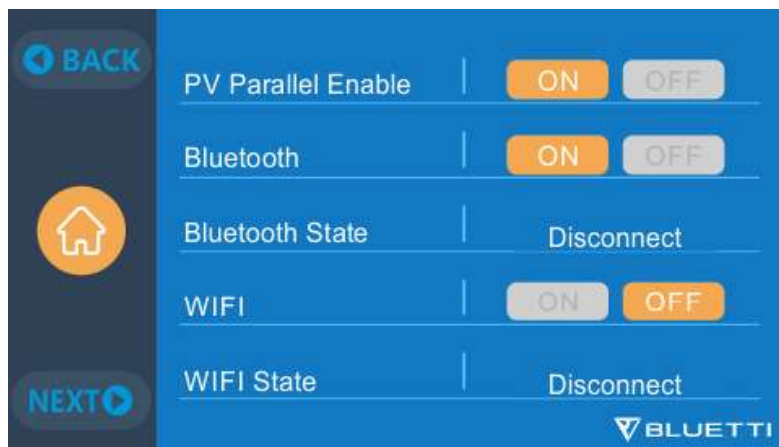 BACK
PV Parallel Enable ON OFF
Bluetooth ON OFF
Bluetooth State Disconnect
WIFI ON OFF
WIFI State Disconnect
NEXT
BLUETTI